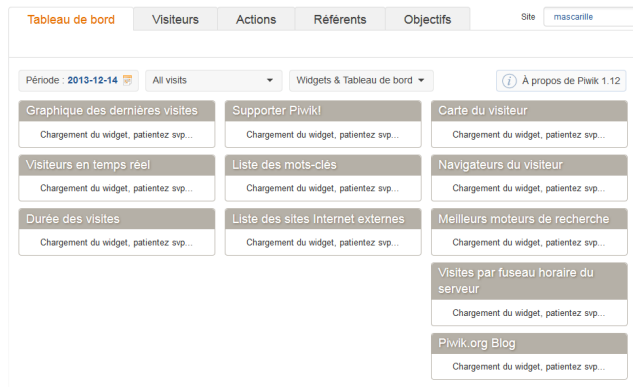 Tableau de bord
Visiteurs
Actions
Référents
Objectifs
Site
mascarille
Période : 2013-12-14
All visits
Widgets & Tableau de bord
À propos de Piwik 1.12
Graphique des dernières visites
Chargement du widget, patientez svp...
Visiteurs en temps réel
Chargement du widget, patientez svp...
Durée des visites
Chargement du widget, patientez svp...
Supporter Piwik!
Chargement du widget, patientez svp...
Liste des mots-clés
Chargement du widget, patientez svp...
Liste des sites Internet externes
Chargement du widget, patientez svp...
Carte du visiteur
Chargement du widget, patientez svp...
Navigateurs du visiteur
Chargement du widget, patientez svp...
Meilleurs moteurs de recherche
Chargement du widget, patientez svp...
Visites par fuseau horaire du
serveur
Chargement du widget, patientez svp...
Piwik.org Blog
Chargement du widget, patientez svp...